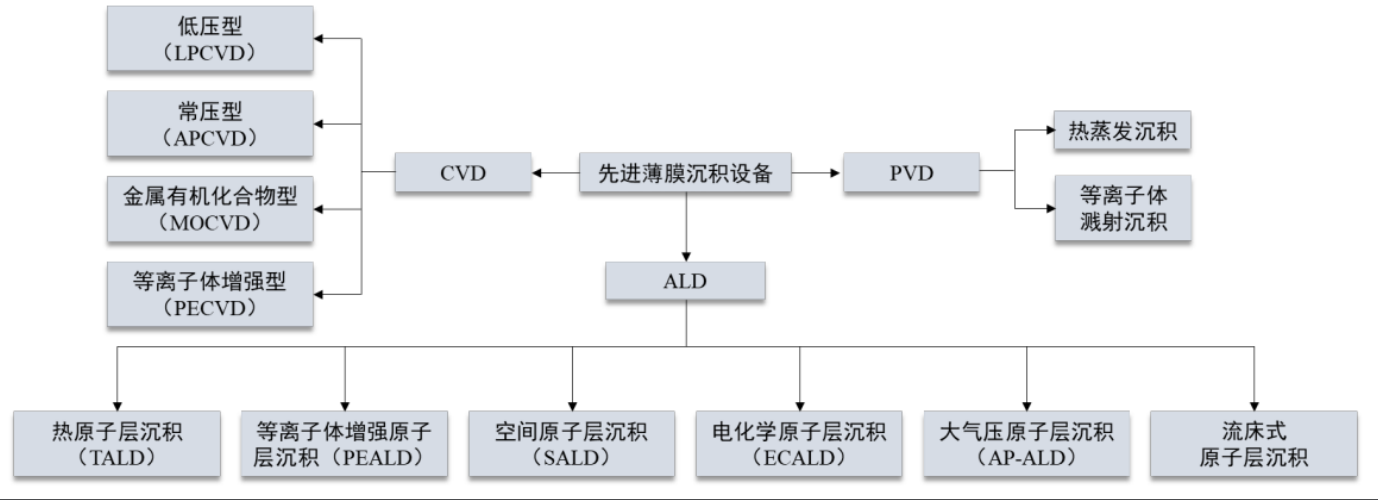 低压型
（LPCVD）
常压型
（APCVD）
金属有机化合物型
（MOCVD）
等离子体增强型
（PECVD）
CVD
先进薄膜沉积设备
PVD
热蒸发沉积
等离子体
溅射沉积
ALD
热原子层沉积
（TALD）
等离子体增强原子
层沉积（PEALD）
空间原子层沉积
（SALD）
电化学原子层沉积
（ECALD）
大气压原子层沉积
（AP-ALD）
流床式
原子层沉积